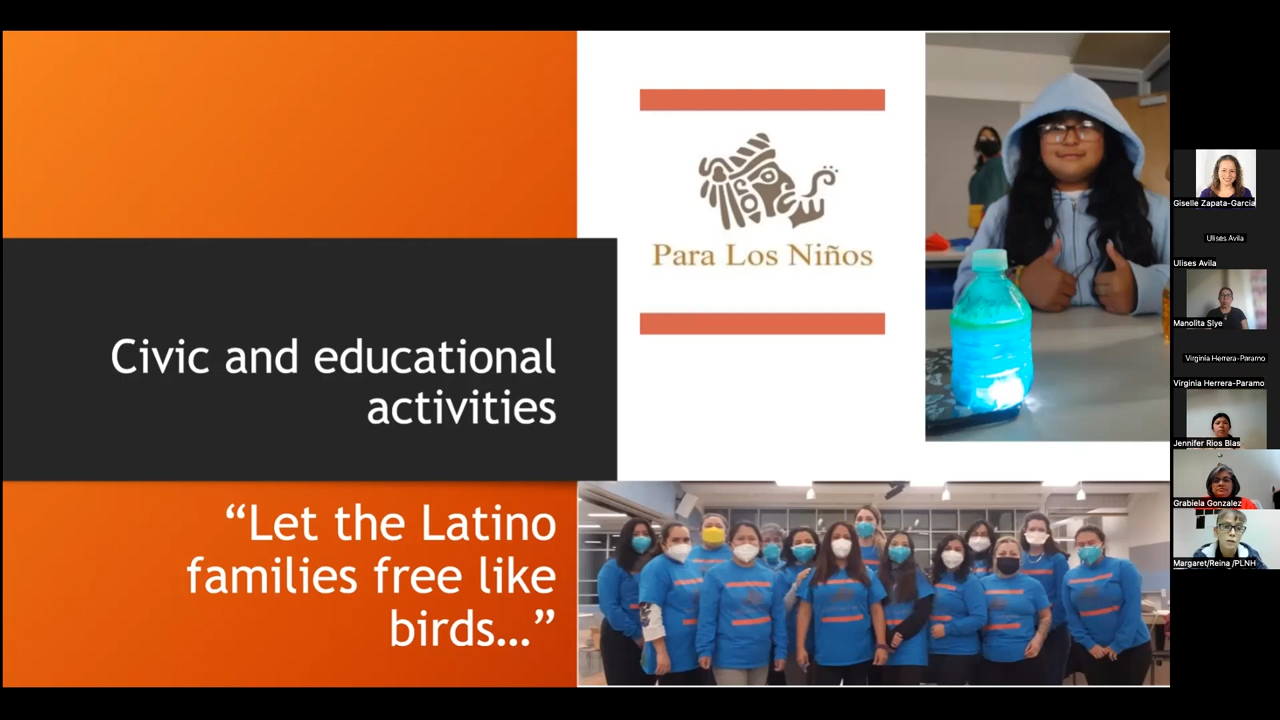 Civic and educational
activities
“Let the Latino
families free like
birds…”
Para Los Niños
Giselle Zapata-Garcia
Ulises Avila
Ulises Avila
Manolita Slye
Virginia Herrera-Paramo
Virginia Herrera-Paramo
Jennifer Rios Blas
Grabiela Gonzalez
Margaret/Reina /PLNH